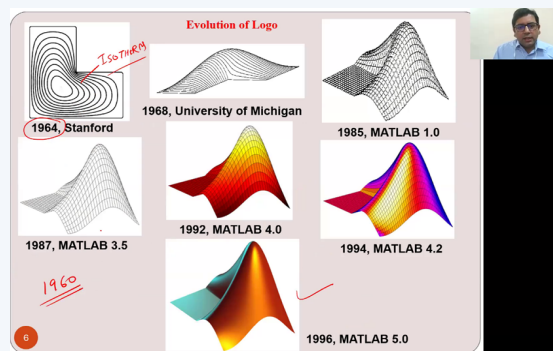 Evolution of Logo
ISOTHERM
1964, Stanford
1968, University of Michigan
1985, MATLAB 1.0
1987, MATLAB 3.5
1992, MATLAB 4.0
1994, MATLAB 4.2
1960
1996, MATLAB 5.0
6